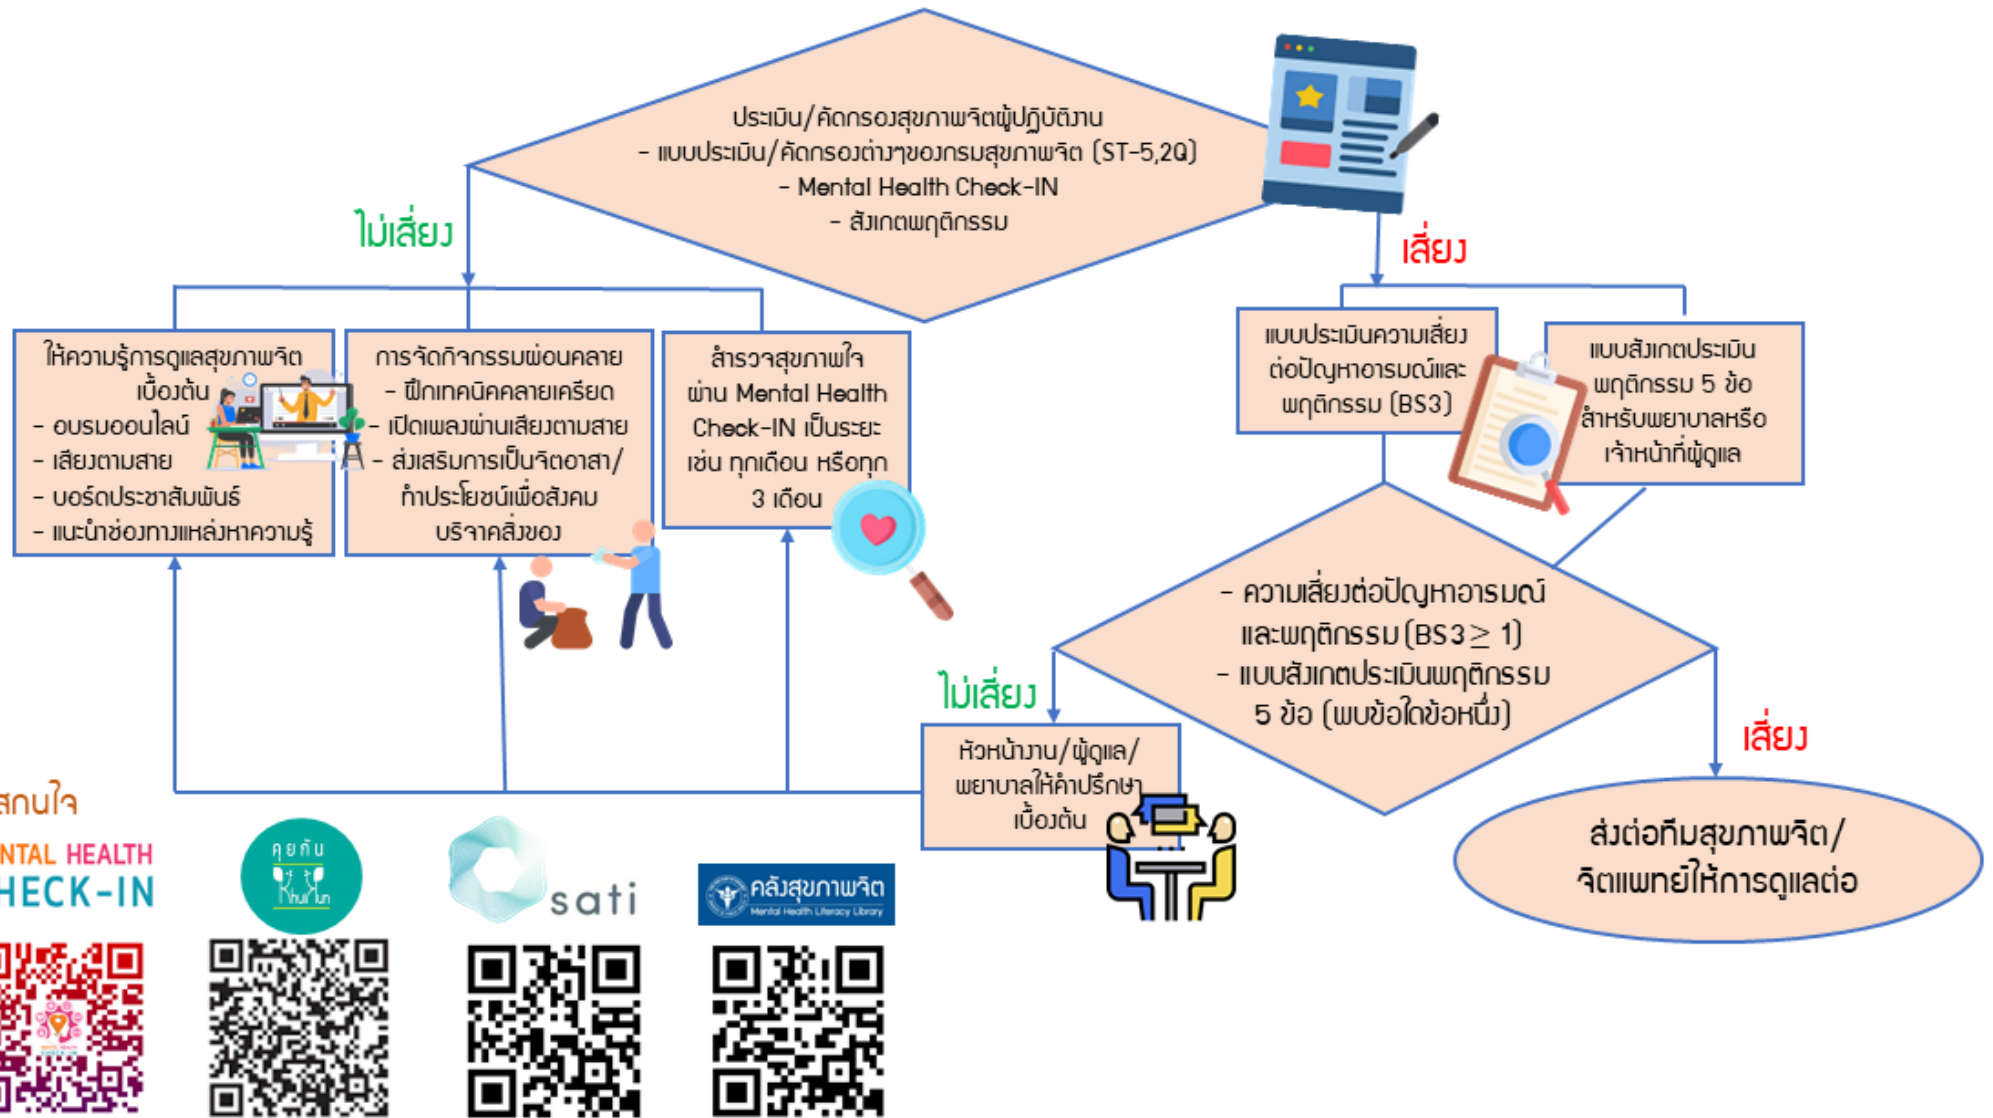 ประเมิน/คัดกรองสุขภาพจิตผู้ปฏิบัติงาน
- แบบประเมิน/คัดกรองต่างๆของกรมสุขภาพจิต (ST-5,2Q)
- Mental Health Check-IN
- สังเกตพฤติกรรม
ไม่เสี่ยง
เสี่ยง
ให้ความรู้การดูแลสุขภาพจิต
เบื้องต้น
- อบรมออนไลน์
- เสียงตามสาย
- บอร์ดประชาสัมพันธ์
- แนะนำช่องทางแหล่งหาความรู้
การจัดกิจกรรมผ่อนคลาย
- ฝึกเทคนิคคลายเครียด
- เปิดเพลงผ่านเสียงตามสาย
- ส่งเสริมการเป็นจิตอาสา/
ทำประโยชน์เพื่อสังคม
บริจาคสิ่งของ
สำรวจสุขภาพใจ
ผ่าน Mental Health
Check-IN เป็นระยะ
เช่น ทุกเดือน หรือทุก
3 เดือน
แบบประเมินความเสี่ยง
ต่อปัญหาอารมณ์และ
พฤติกรรม (BS3)
แบบสังเกตประเมิน
พฤติกรรม 5 ข้อ
สำหรับพยาบาลหรือ
เจ้าหน้าที่ผู้ดูแล
- ความเสี่ยงต่อปัญหาอารมณ์
และพฤติกรรม (BS3 ≥ 1)
- แบบสังเกตประเมินพฤติกรรม
5 ข้อ (พบข้อใดข้อหนึ่ง)
ไม่เสี่ยง
เสี่ยง
หัวหน้างาน/ผู้ดูแล/
พยาบาลให้คำปรึกษา
เบื้องต้น
ส่งต่อทีมสุขภาพจิต/
จิตแพทย์ให้การดูแลต่อ
สกนใจ
NTAL HEALTH
HECK-IN
คุยกัน
KhuiKun
sati
คลังสุขภาพจิต
Mental Health Literacy Library